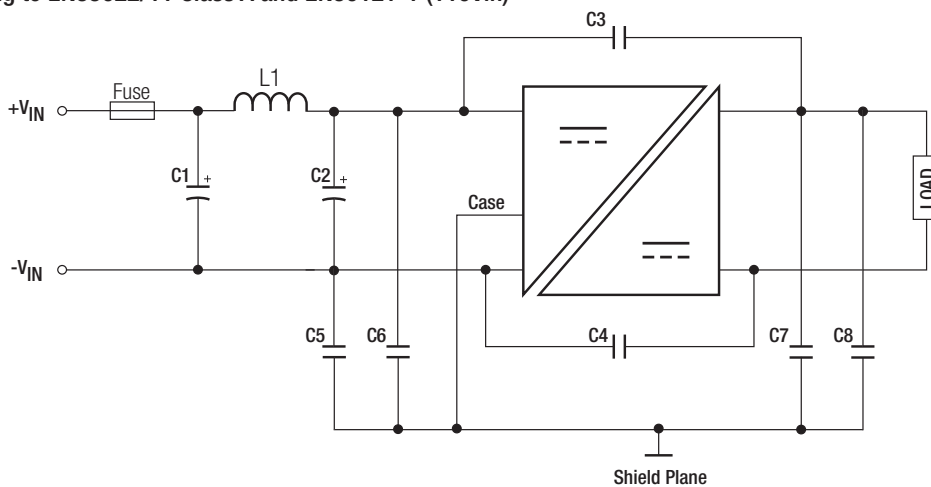 C3
L1
Fuse
+VIN
C1
+
C2
+
Case
LOAD
-VIN
C5
C6
C4
C7
C8
Shield Plane